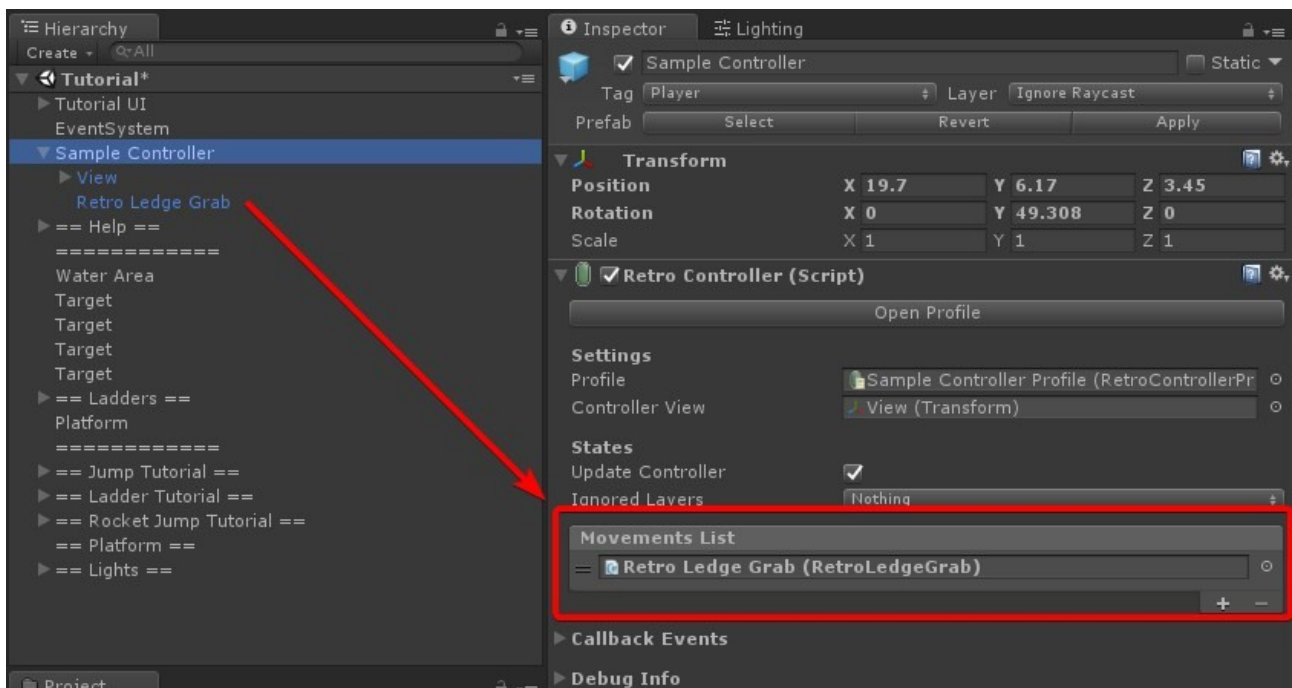 Hierarchy
Create
All
Tutorial*
Tutorial UI
EventSystem
Sample Controller
View
Retro Ledge Grab
== Help ==
=============
Water Area
Target
Target
Target
Target
== Ladders ==
Platform
=============
== Jump Tutorial ==
== Ladder Tutorial ==
== Rocket Jump Tutorial ==
== Platform ==
== Lights ==
Project
Inspector Lighting
Sample Controller Static
Tag Player Layer Ignore Raycast
Prefab Select Revert Apply
Transform
Position X 19.7 Y 6.17 Z 3.45
Rotation X 0 Y 49.308 Z 0
Scale X 1 Y 1 Z 1
Retro Controller (Script)
Open Profile
Settings
Profile Sample Controller Profile (RetroControllerPr
Controller View View (Transform)
States
Update Controller
Ignored Layers Nothing
Movements List
= Retro Ledge Grab (RetroLedgeGrab)
+ −
Callback Events
Debug Info